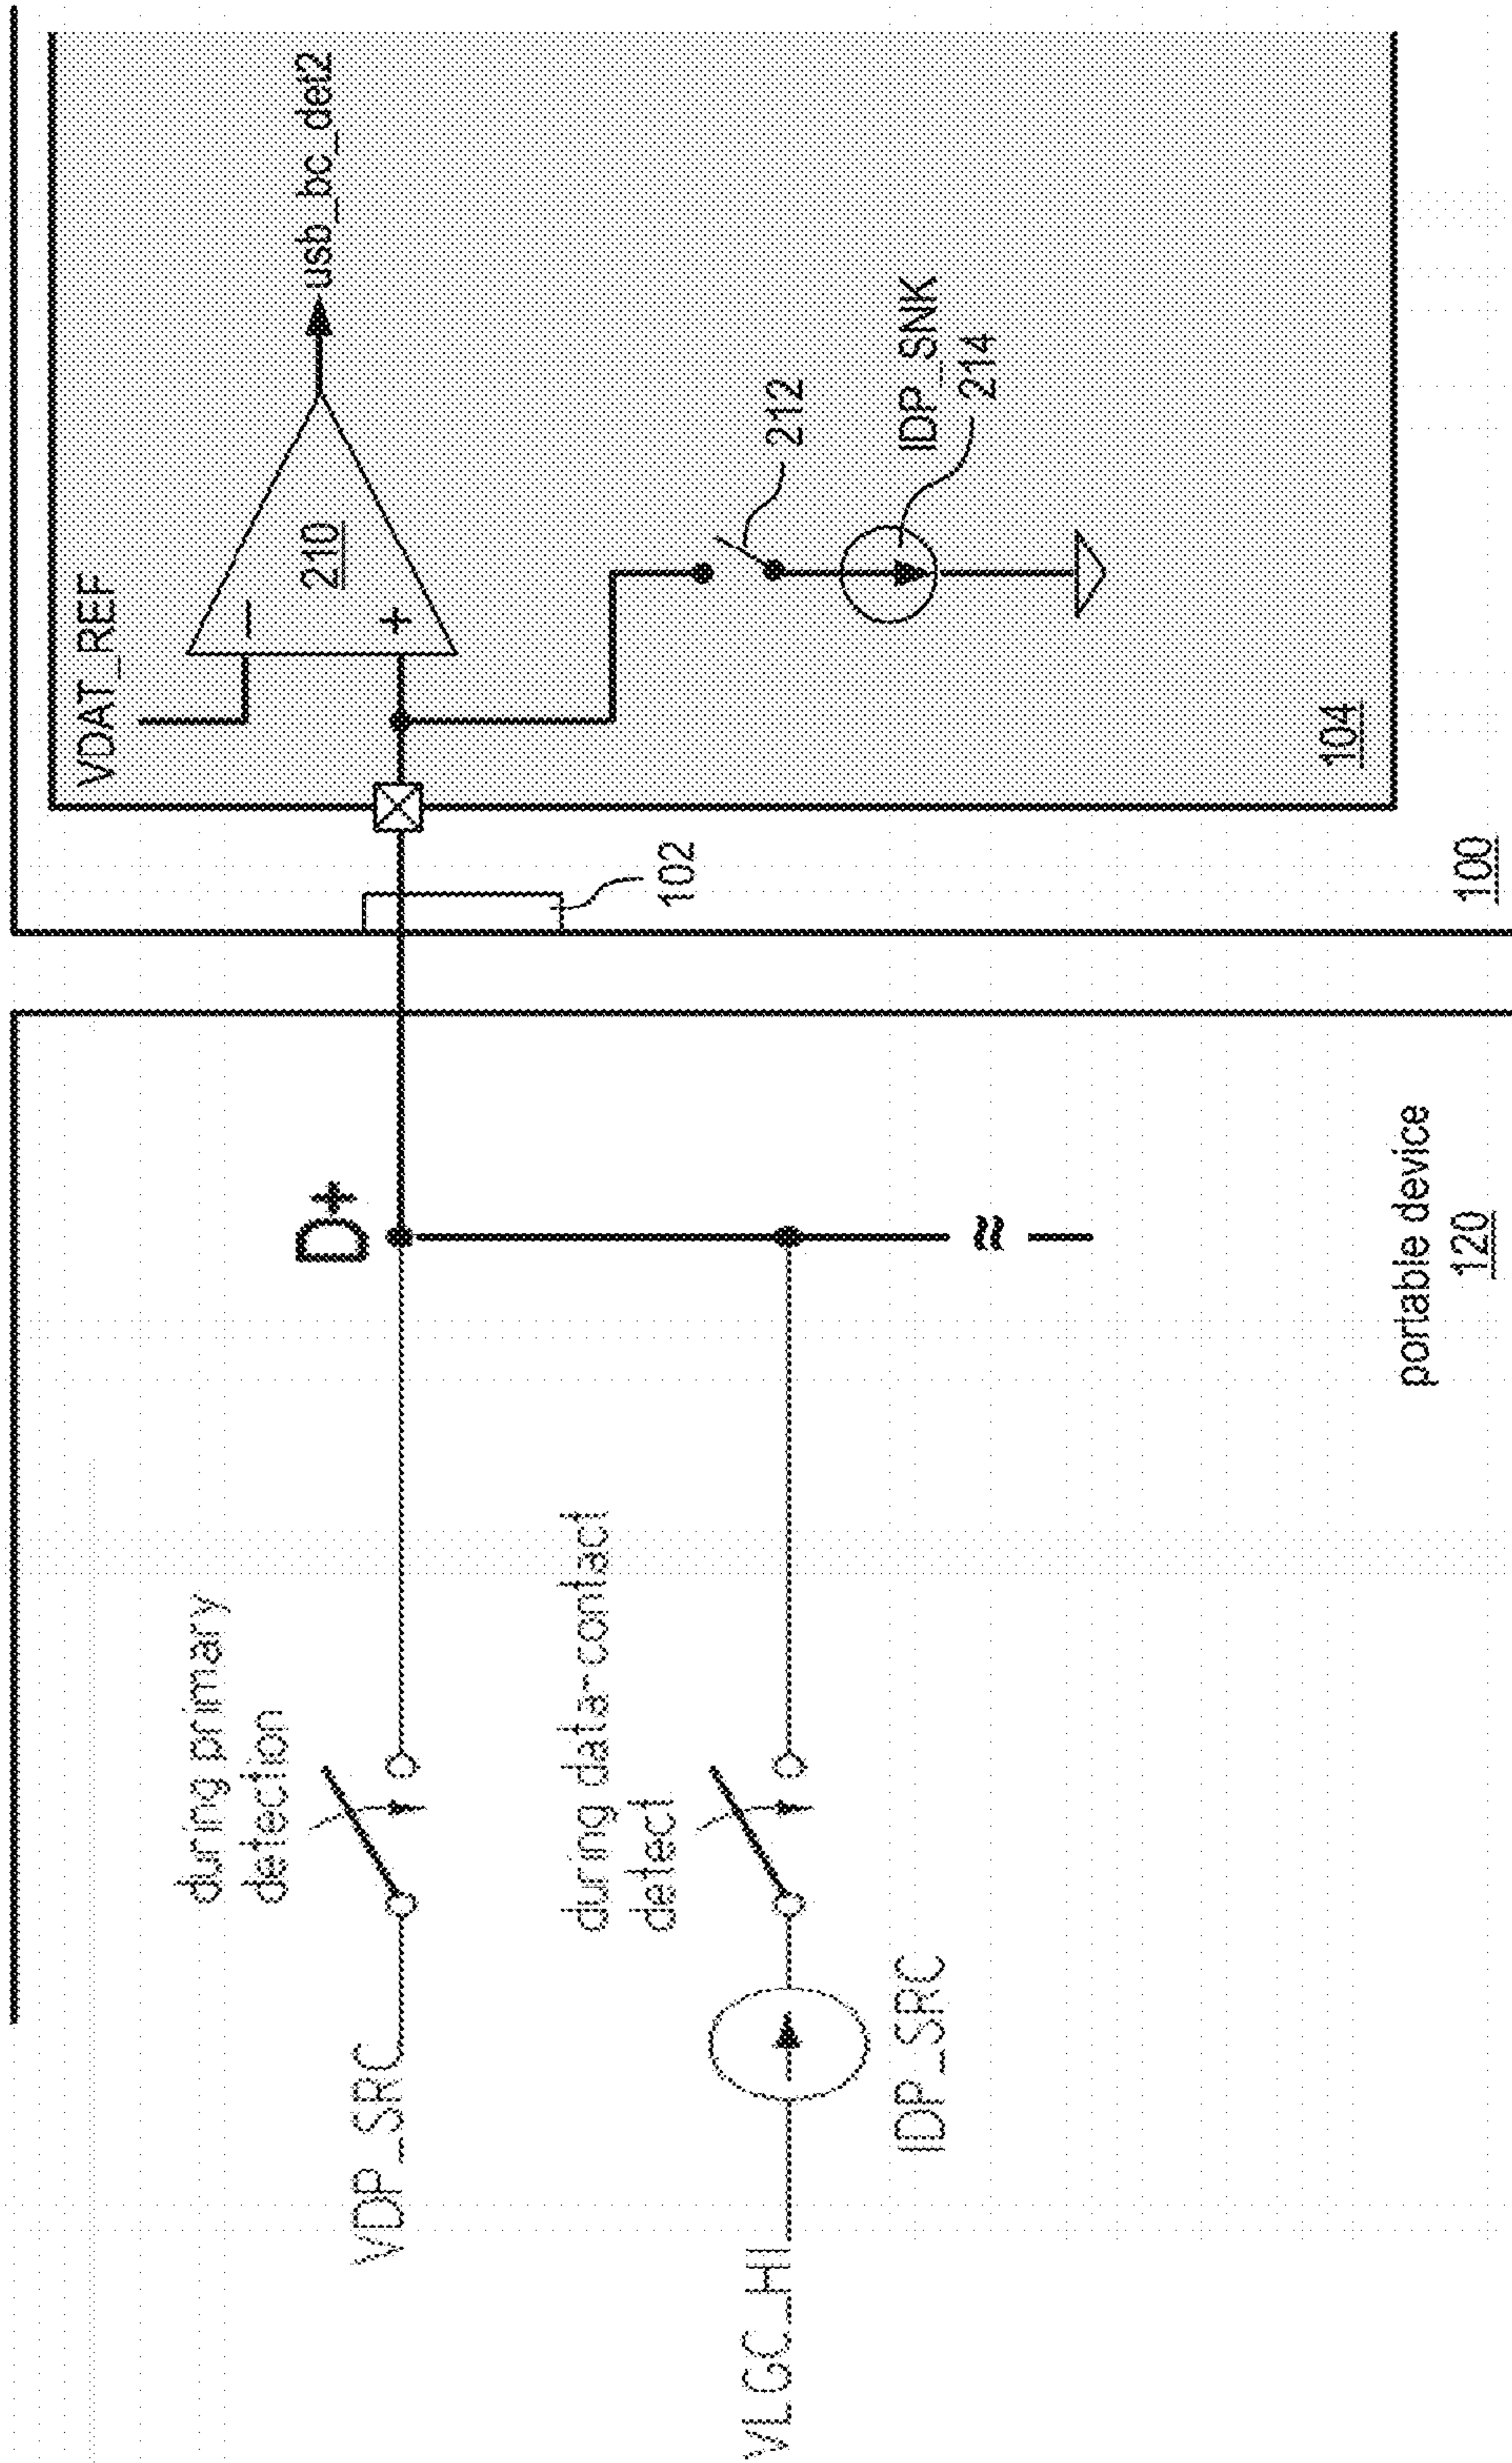 during primary
detection
VDP_SRC
during data-contact
detect
VLGC_HI
IDP_SRC
D+
portable device
120
VDAT_REF
−
210
+
usb_bc_det2
102
212
IDP_SNK
214
104
100